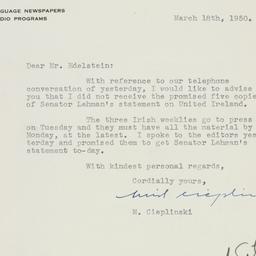 GUAGE NEWSPAPERS
DIO PROGRAMS
March 18th, 1950.
Dear Mr. Edelstein:
With reference to our telephone
conversation of yesterday, I would like to advise
you that I did not receive the promised five copie
of Senator Lehman's statement on United Ireland.
The three Irish weeklies go to press
on Tuesday and they must have all the material by
Monday, at the latest. I spoke to the editors yes-
terday and promised them to get Senator Lehman's
statement to-day.
With kindest personal regards,
Cordially yours,
M. Cieplinski